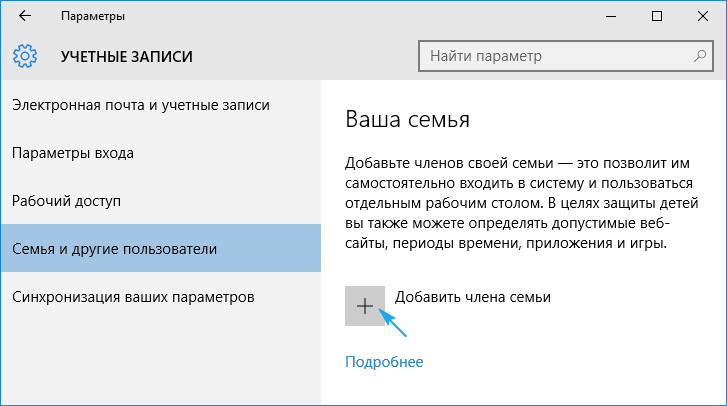 Параметры
УЧЕТНЫЕ ЗАПИСИ
Найти параметр
Электронная почта и учетные записи
Параметры входа
Рабочий доступ
Семья и другие пользователи
Синхронизация ваших параметров
Ваша семья
Добавьте членов своей семьи — это позволит им
самостоятельно входить в систему и пользоваться
отдельным рабочим столом. В целях защиты детей
вы также можете определять допустимые веб-
сайты, периоды времени, приложения и игры.
Добавить члена семьи
Подробнее